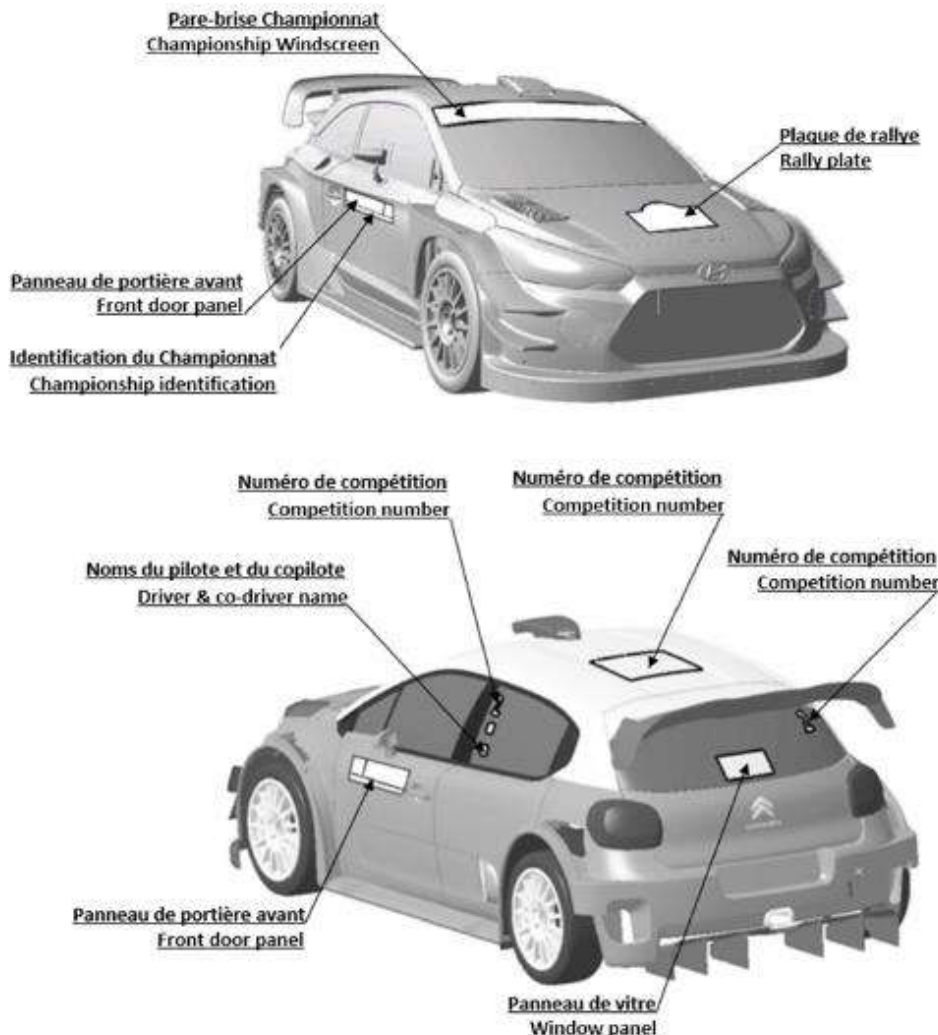 Pare-brise Championnat
Championship Windscreen
Plaque de rallye
Rally plate
Panneau de portière avant
Front door panel
Identification du Championnat
Championship identification
Numéro de compétition
Competition number
Numéro de compétition
Competition number
Numéro de compétition
Competition number
Noms du pilote et du copilote
Driver & co-driver name
Panneau de portière avant
Front door panel
Panneau de vitre
Window panel